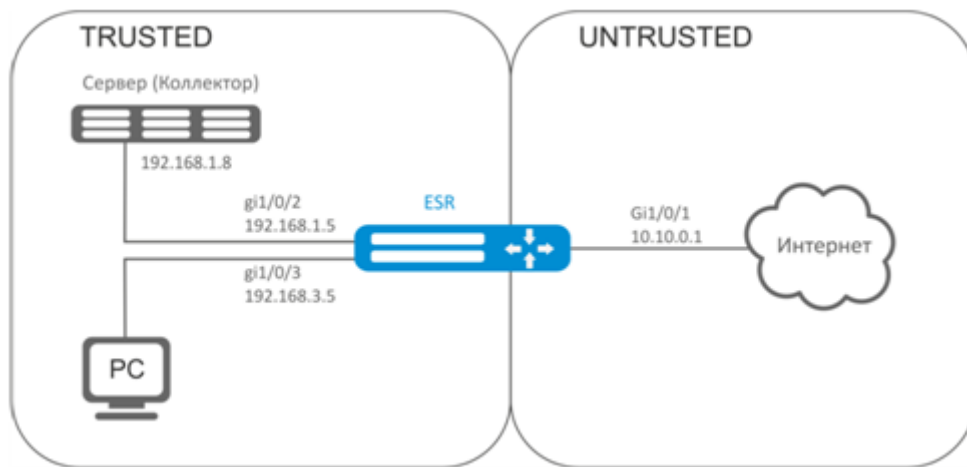 TRUSTED
UNTRUSTED
Сервер (Коллектор)
192.168.1.8
gi1/0/2
192.168.1.5
ESR
Gi1/0/1
10.10.0.1
Интернет
gi1/0/3
192.168.3.5
PC